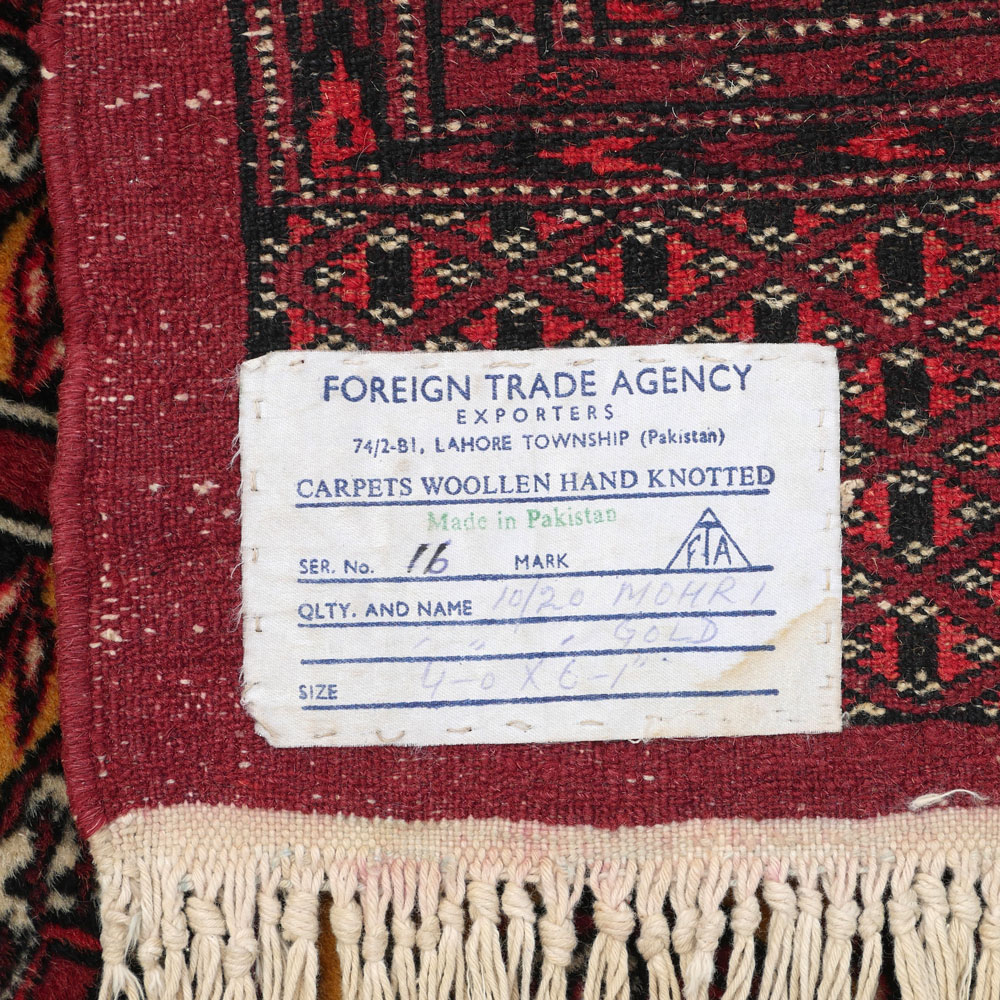 FOREIGN TRADE AGENCY
EXPORTERS
74/2-B1, LAHORE TOWNSHIP (Pakistan)
CARPETS WOOLLEN HAND KNOTTED
Made in Pakistan
SER. No. 16 MARK FTA
QLTY. AND NAME 10/20 MOHRI
" " GOLD
SIZE 4-0 X 6-1"